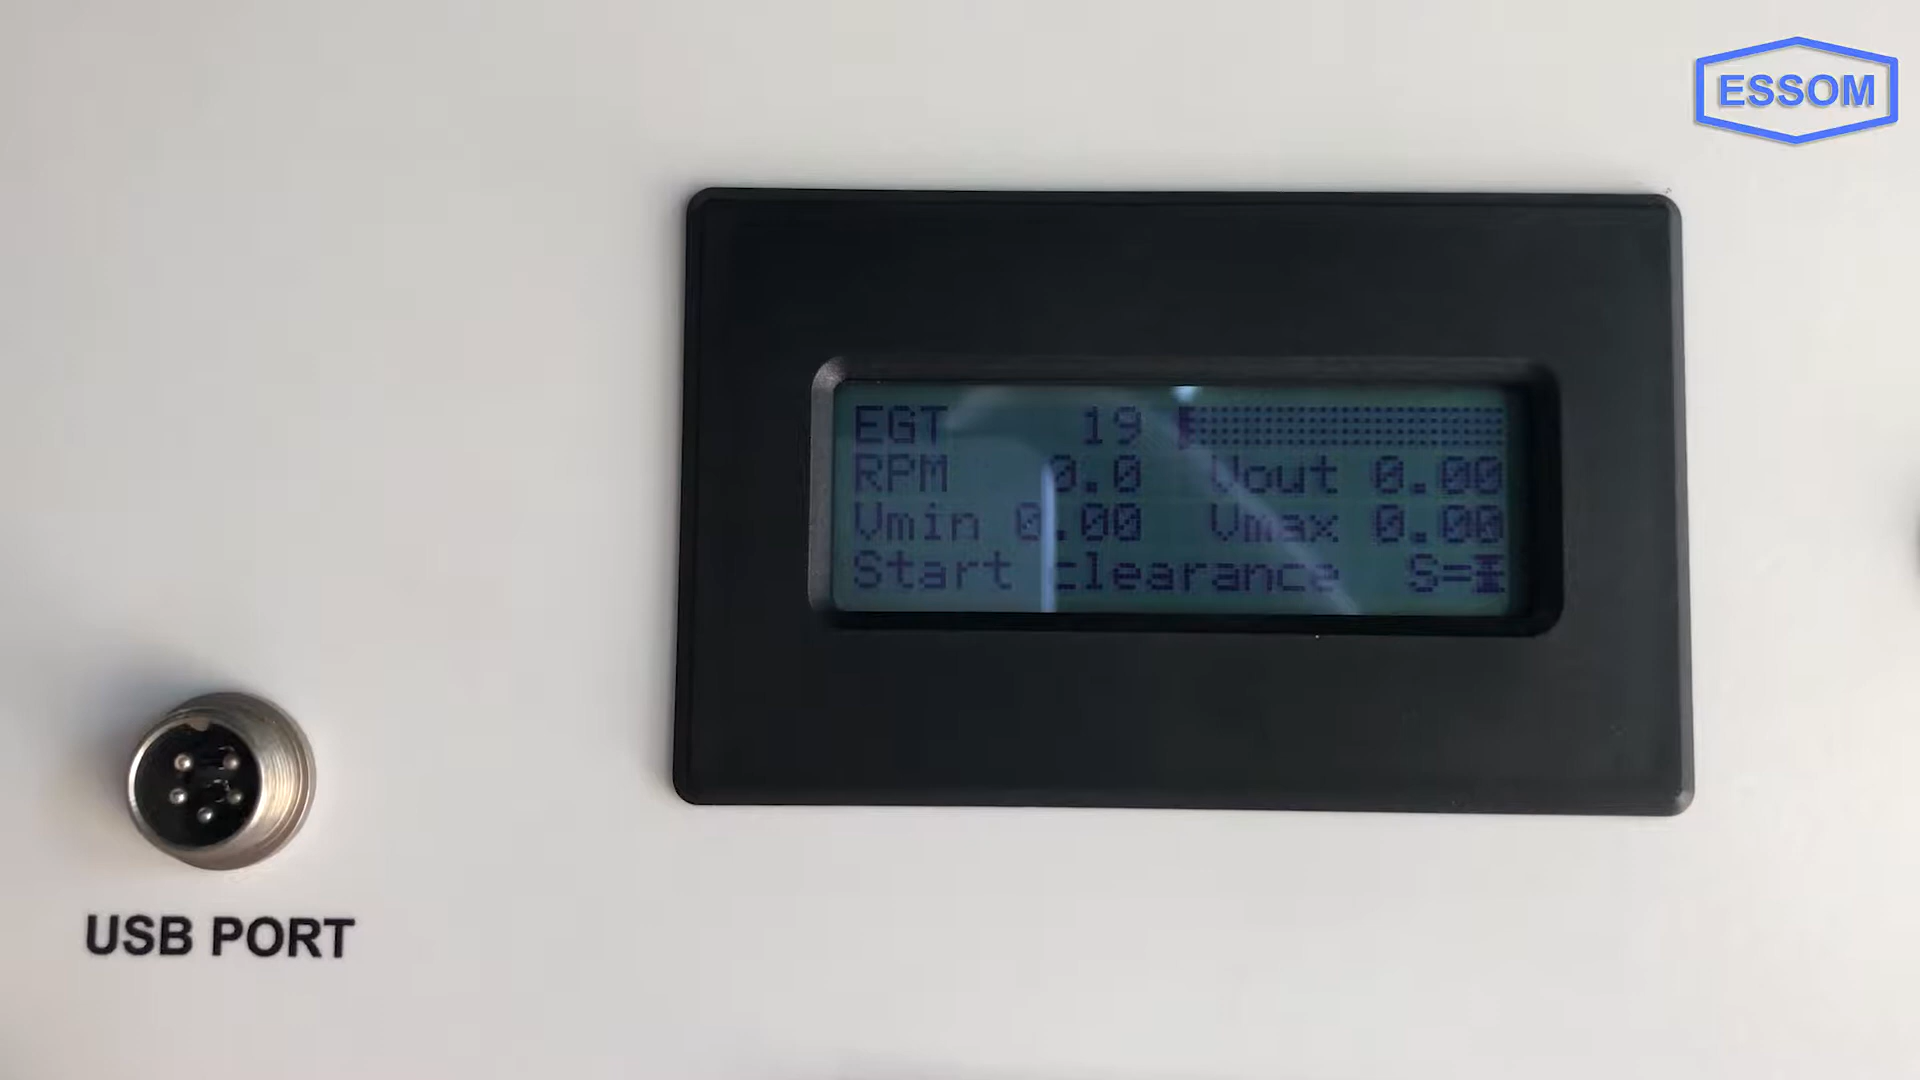 ESSOM
EGT 19
RPM 0.0 Vout 0.00
Vmin 0.00 Vmax 0.00
Start clearance S=
USB PORT